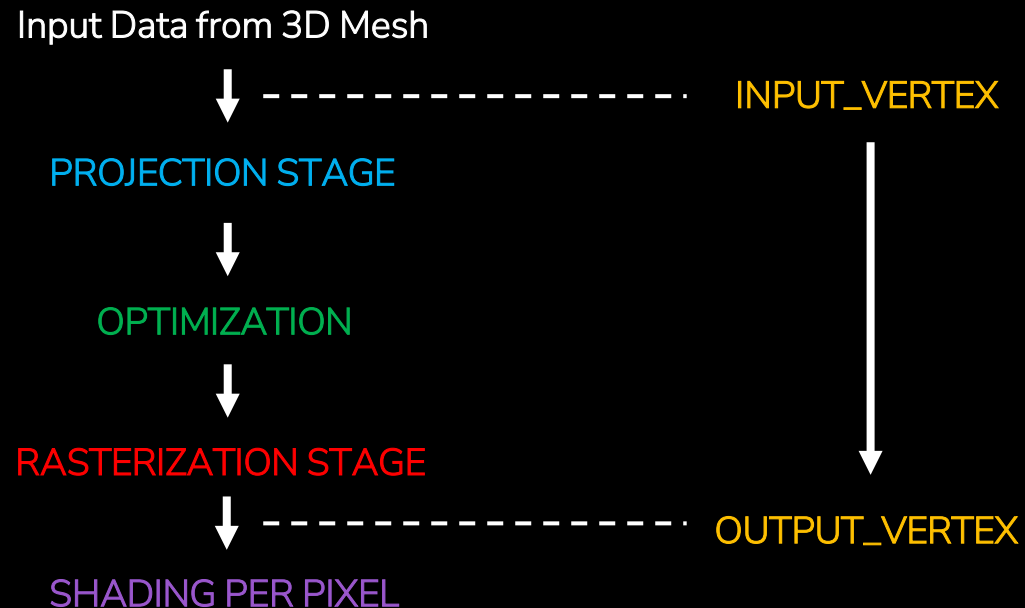 Input Data from 3D Mesh
INPUT_VERTEX
PROJECTION STAGE
OPTIMIZATION
RASTERIZATION STAGE
OUTPUT_VERTEX
SHADING PER PIXEL